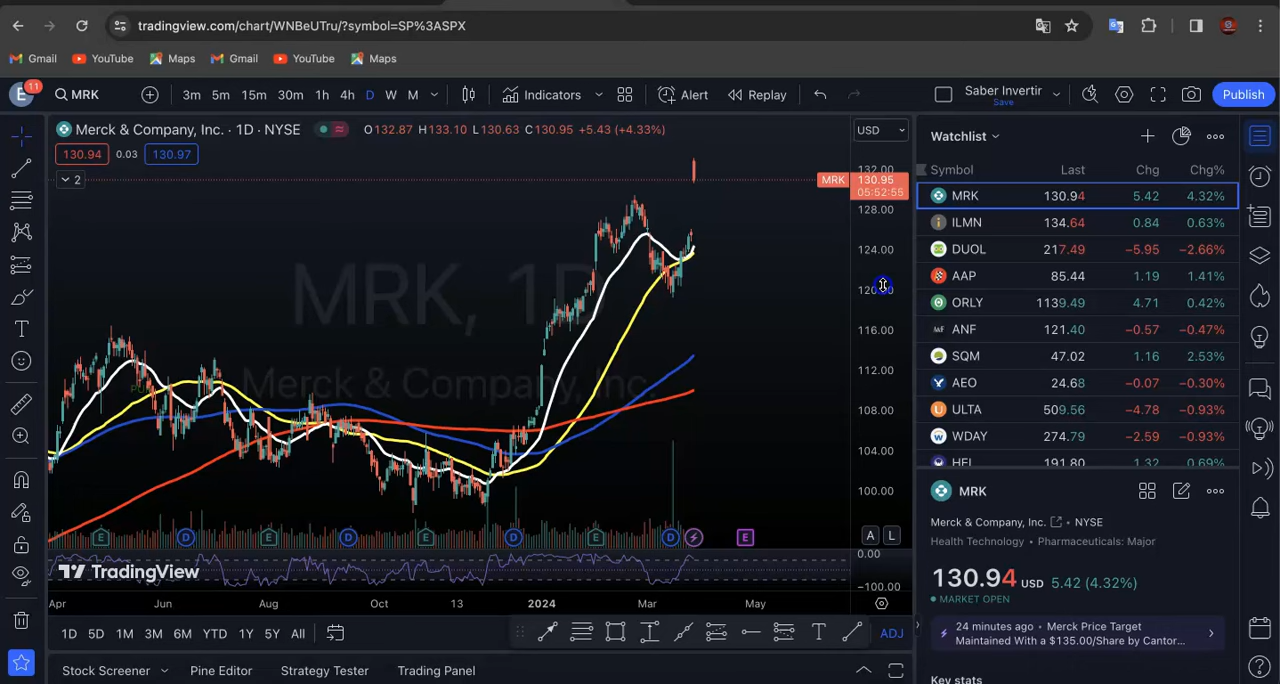 tradingview.com/chart/WNBeUTru/?symbol=SP%3ASPX
Gmail YouTube Maps Gmail YouTube Maps
E 11 MRK 3m 5m 15m 30m 1h 4h D W M Indicators Alert Replay Saber Invertir Save Publish
Merck & Company, Inc. · 1D · NYSE O132.87 H133.10 L130.63 C130.95 +5.43 (+4.33%) USD
130.94 0.03 130.97
2
MRK, 1D
Merck & Company, Inc.
132.00
MRK 130.95
05:52:55
128.00
124.00
116.00
112.00
108.00
104.00
100.00
E D E D E D E D E
A L
0.00
-100.00
TradingView
Apr Jun Aug Oct 13 2024 Mar May
1D 5D 1M 3M 6M YTD 1Y 5Y All T ADJ
Stock Screener Pine Editor Strategy Tester Trading Panel
Watchlist
Symbol Last Chg Chg%
MRK 130.94 5.42 4.32%
ILMN 134.64 0.84 0.63%
DUOL 217.49 −5.95 −2.66%
AAP 85.44 1.19 1.41%
ORLY 1139.49 4.71 0.42%
ANF 121.40 −0.57 −0.47%
SQM 47.02 1.16 2.53%
AEO 24.68 −0.07 −0.30%
ULTA 509.56 −4.78 −0.93%
WDAY 274.79 −2.59 −0.93%
191.80 1.32 0.69%
MRK
Merck & Company, Inc. • NYSE
Health Technology • Pharmaceuticals: Major
130.94 USD 5.42 (4.32%)
MARKET OPEN
24 minutes ago • Merck Price Target
Maintained With a $135.00/Share by Cantor...
Key stats